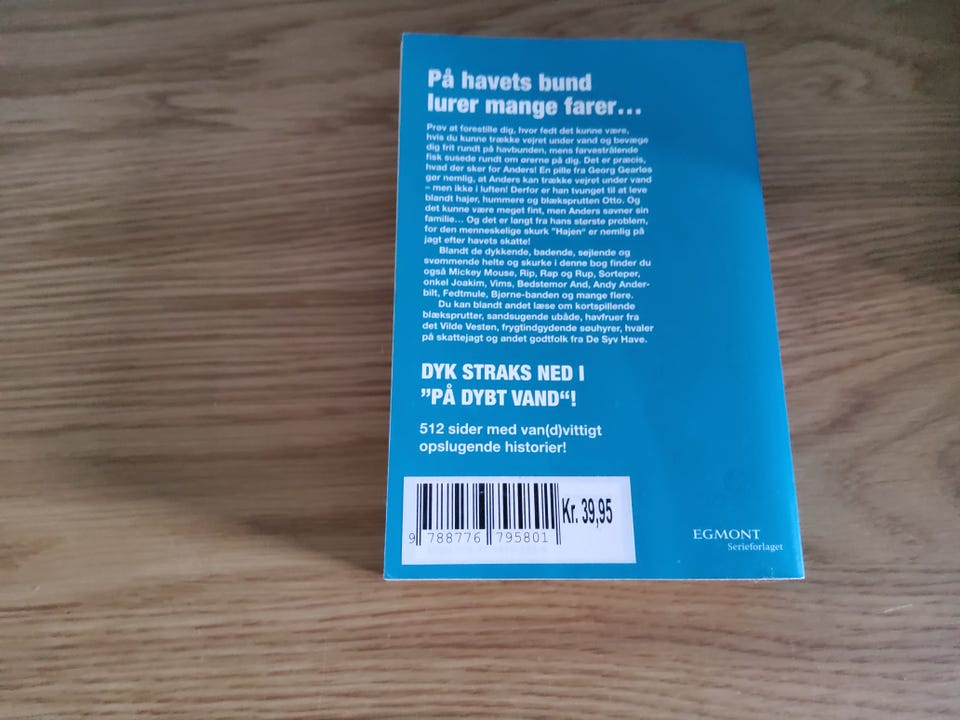 På havets bund
lurer mange farer...
Prøv at forestille dig, hvor fedt det kunne være,
hvis du kunne trække vejret under vand og bevæge
dig frit rundt på havbunden, mens farvestrålende
fisk susede rundt om ørerne på dig. Det er præcis,
hvad der sker for Anders! En pille fra Georg Gearløs
gør nemlig, at Anders kan trække vejret under vand
– men ikke i luften! Derfor er han tvunget til at leve
blandt hajer, hummere og blæksprutten Otto. Og
det kunne være meget fint, men Anders savner sin
familie... Og det er langt fra hans største problem,
for den menneskelige skurk "Hajen" er nemlig på
jagt efter havets skatte!
Blandt de dykkende, badende, sejlende og
svømmende helte og skurke i denne bog finder du
også Mickey Mouse, Rip, Rap og Rup, Sorteper,
onkel Joakim, Vims, Bedstemor And, Andy Ander-
bilt, Fedtmule, Bjørne-banden og mange flere.
Du kan blandt andet læse om kortspillende
blæksprutter, sandsugende ubåde, havfruer fra
det Vilde Vesten, frygtindgydende søuhyrer, hvaler
på skattejagt og andet godtfolk fra De Syv Have.
DYK STRAKS NED I
”PÅ DYBT VAND“!
512 sider med van(d)vittigt
opslugende historier!
Kr. 39,95
9 788776 795801
EGMONT
Serieforlaget